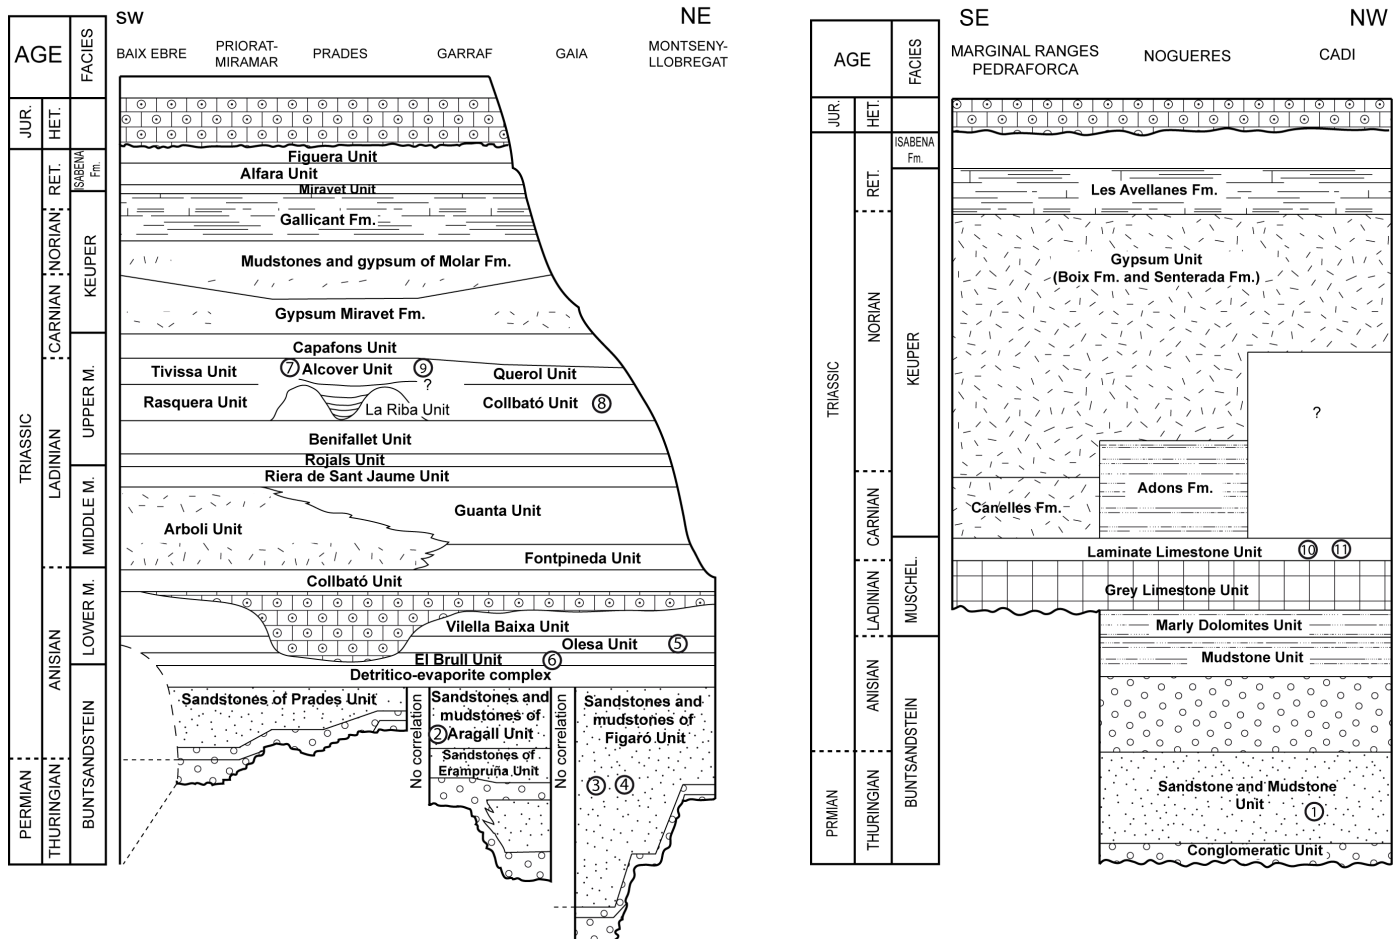 SW
NE
AGE
FACIES
BAIX EBRE
PRIORAT-
MIRAMAR
PRADES
GARRAF
GAIA
MONTSENY-
LLOBREGAT
JUR.
HET.
TRIASSIC
RET.
ISABENA
Fm.
NORIAN
KEUPER
CARNIAN
LADINIAN
UPPER M.
MIDDLE M.
ANISIAN
LOWER M.
BUNTSANDSTEIN
PERMIAN
THURINGIAN
Figuera Unit
Alfara Unit
Miravet Unit
Gallicant Fm.
Mudstones and gypsum of Molar Fm.
Gypsum Miravet Fm.
Capafons Unit
Tivissa Unit
7
Alcover Unit
9
Querol Unit
?
Rasquera Unit
La Riba Unit
Collbató Unit
8
Benifallet Unit
Rojals Unit
Riera de Sant Jaume Unit
Guanta Unit
Arboli Unit
Fontpineda Unit
Collbató Unit
Vilella Baixa Unit
Olesa Unit
5
El Brull Unit
6
Detritico-evaporite complex
Sandstones of Prades Unit
No correlation
Sandstones and
mudstones of
2
Aragall Unit
Sandstones of
Erampruña Unit
No correlation
Sandstones and
mudstones of
Figaró Unit
3
4
SE
NW
AGE
FACIES
MARGINAL RANGES
PEDRAFORCA
NOGUERES
CADI
JUR.
HET.
TRIASSIC
RET.
ISABENA
Fm.
NORIAN
KEUPER
CARNIAN
LADINIAN
MUSCHEL.
ANISIAN
BUNTSANDSTEIN
PRMIAN
THURINGIAN
Les Avellanes Fm.
Gypsum Unit
(Boix Fm. and Senterada Fm.)
?
Canelles Fm.
Adons Fm.
Laminate Limestone Unit
10
11
Grey Limestone Unit
Marly Dolomites Unit
Mudstone Unit
Sandstone and Mudstone
Unit
1
Conglomeratic Unit